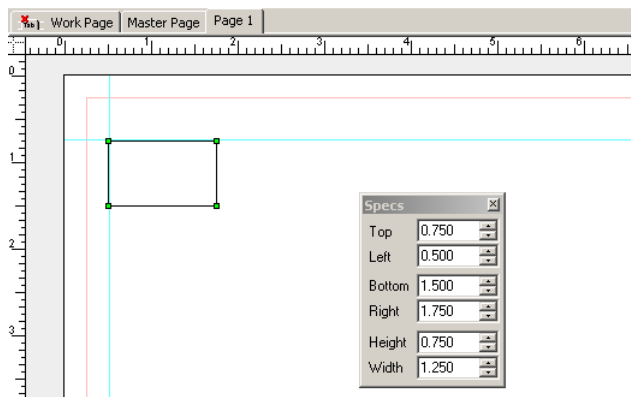 Tab Work Page Master Page Page 1
0 1 2 3 4 5 6
0
1
2
3
Specs
Top 0.750
Left 0.500
Bottom 1.500
Right 1.750
Height 0.750
Width 1.250